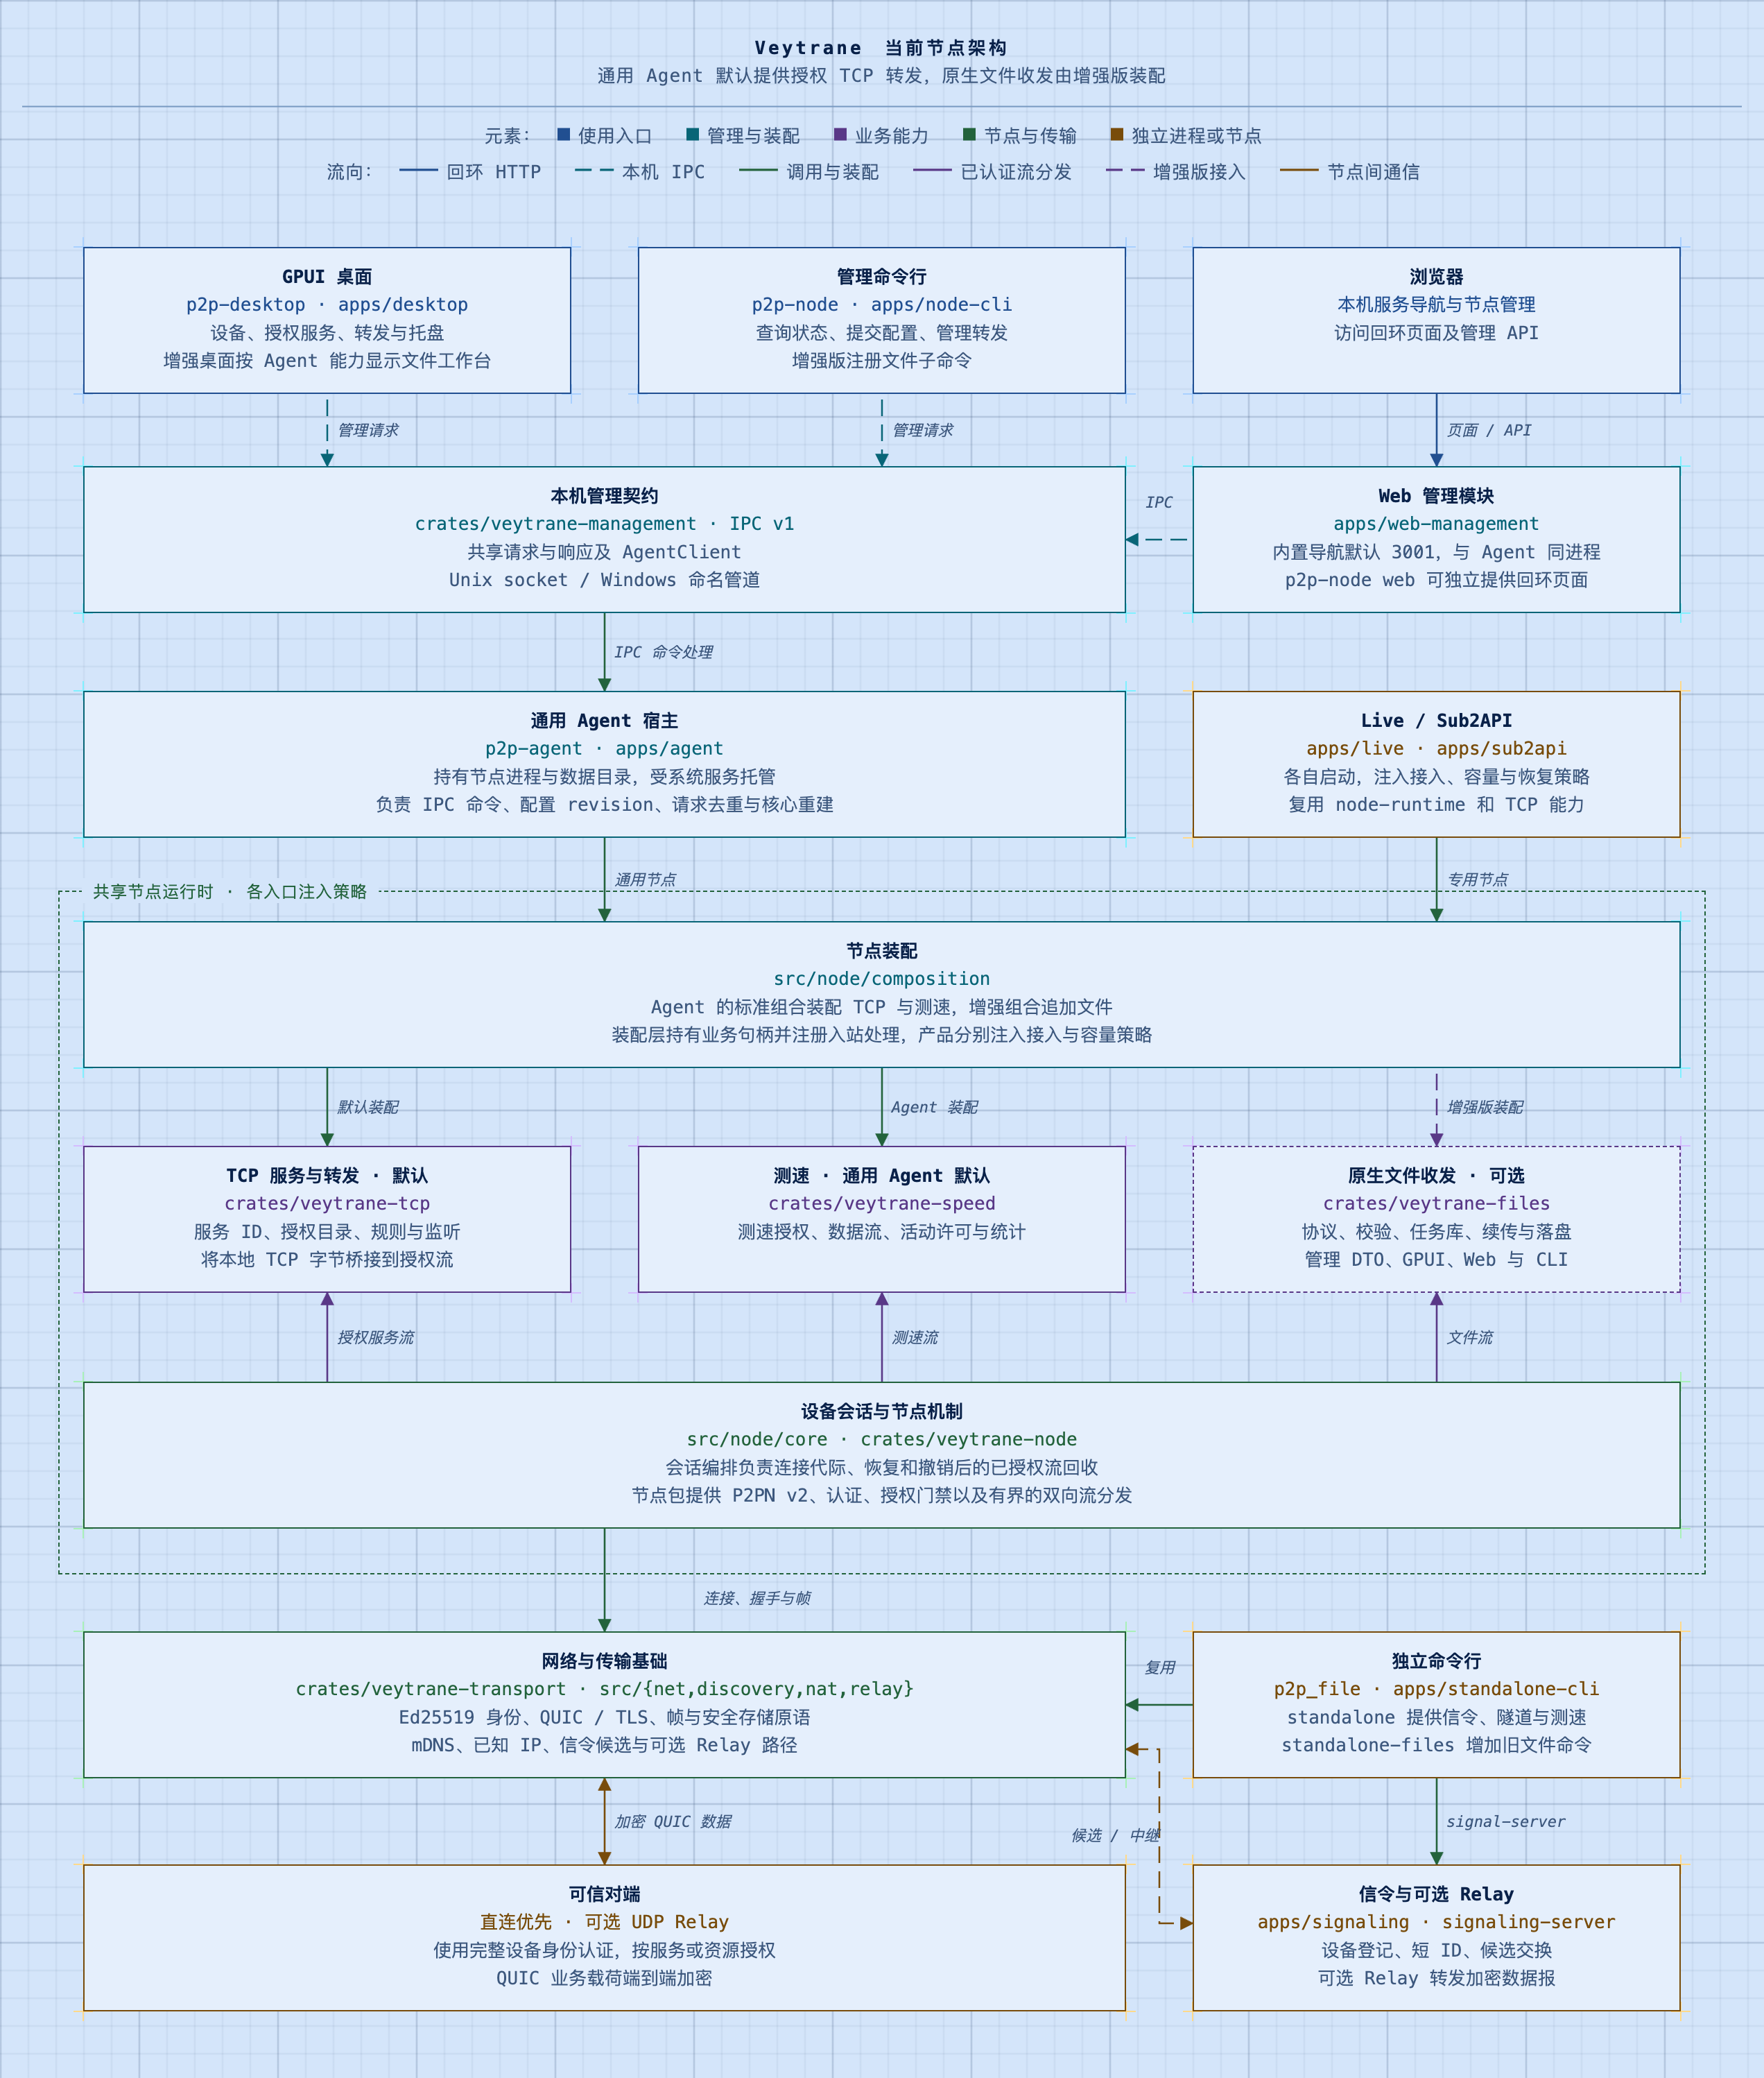 Veytrane 当前节点架构
通用 Agent 默认提供授权 TCP 转发，原生文件收发由增强版装配
元素： 使用入口 管理与装配 业务能力 节点与传输 独立进程或节点
流向： 回环 HTTP 本机 IPC 调用与装配 已认证流分发 增强版接入 节点间通信
GPUI 桌面
p2p-desktop · apps/desktop
设备、授权服务、转发与托盘
增强桌面按 Agent 能力显示文件工作台
管理命令行
p2p-node · apps/node-cli
查询状态、提交配置、管理转发
增强版注册文件子命令
浏览器
本机服务导航与节点管理
访问回环页面及管理 API
管理请求
管理请求
页面 / API
本机管理契约
crates/veytrane-management · IPC v1
共享请求与响应及 AgentClient
Unix socket / Windows 命名管道
IPC
Web 管理模块
apps/web-management
内置导航默认 3001，与 Agent 同进程
p2p-node web 可独立提供回环页面
IPC 命令处理
通用 Agent 宿主
p2p-agent · apps/agent
持有节点进程与数据目录，受系统服务托管
负责 IPC 命令、配置 revision、请求去重与核心重建
Live / Sub2API
apps/live · apps/sub2api
各自启动，注入接入、容量与恢复策略
复用 node-runtime 和 TCP 能力
通用节点
专用节点
共享节点运行时 · 各入口注入策略
节点装配
src/node/composition
Agent 的标准组合装配 TCP 与测速，增强组合追加文件
装配层持有业务句柄并注册入站处理，产品分别注入接入与容量策略
默认装配
Agent 装配
增强版装配
TCP 服务与转发 · 默认
crates/veytrane-tcp
服务 ID、授权目录、规则与监听
将本地 TCP 字节桥接到授权流
测速 · 通用 Agent 默认
crates/veytrane-speed
测速授权、数据流、活动许可与统计
原生文件收发 · 可选
crates/veytrane-files
协议、校验、任务库、续传与落盘
管理 DTO、GPUI、Web 与 CLI
授权服务流
测速流
文件流
设备会话与节点机制
src/node/core · crates/veytrane-node
会话编排负责连接代际、恢复和撤销后的已授权流回收
节点包提供 P2PN v2、认证、授权门禁以及有界的双向流分发
连接、握手与帧
网络与传输基础
crates/veytrane-transport · src/{net,discovery,nat,relay}
Ed25519 身份、QUIC / TLS、帧与安全存储原语
mDNS、已知 IP、信令候选与可选 Relay 路径
复用
独立命令行
p2p_file · apps/standalone-cli
standalone 提供信令、隧道与测速
standalone-files 增加旧文件命令
加密 QUIC 数据
候选 / 中继
signal-server
可信对端
直连优先 · 可选 UDP Relay
使用完整设备身份认证，按服务或资源授权
QUIC 业务载荷端到端加密
信令与可选 Relay
apps/signaling · signaling-server
设备登记、短 ID、候选交换
可选 Relay 转发加密数据报